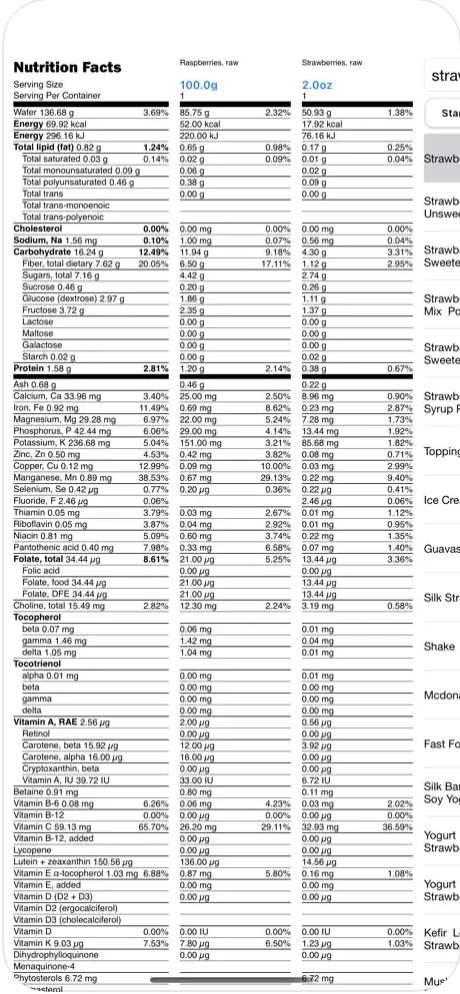 Raspberries, raw Strawberries, raw
Nutrition Facts
Serving Size 100.0g 2.0oz
Serving Per Container 1 1
Water 136.68 g 3.69% 85.75 g 2.32% 50.93 g 1.38%
Energy 69.92 kcal 52.00 kcal 17.92 kcal
Energy 296.16 kJ 220.00 kJ 76.16 kJ
Total lipid (fat) 0.82 g 1.24% 0.65 g 0.98% 0.17 g 0.25%
Total saturated 0.03 g 0.14% 0.02 g 0.09% 0.01 g 0.04%
Total monounsaturated 0.09 g 0.06 g 0.02 g
Total polyunsaturated 0.46 g 0.38 g 0.09 g
Total trans 0.00 g 0.00 g
Total trans-monoenoic
Total trans-polyenoic
Cholesterol 0.00% 0.00 mg 0.00% 0.00 mg 0.00%
Sodium, Na 1.56 mg 0.10% 1.00 mg 0.07% 0.56 mg 0.04%
Carbohydrate 16.24 g 12.49% 11.94 g 9.18% 4.30 g 3.31%
Fiber, total dietary 7.62 g 20.05% 6.50 g 17.11% 1.12 g 2.95%
Sugars, total 7.16 g 4.42 g 2.74 g
Sucrose 0.46 g 0.20 g 0.26 g
Glucose (dextrose) 2.97 g 1.86 g 1.11 g
Fructose 3.72 g 2.35 g 1.37 g
Lactose 0.00 g 0.00 g
Maltose 0.00 g 0.00 g
Galactose 0.00 g 0.00 g
Starch 0.02 g 0.00 g 0.02 g
Protein 1.58 g 2.81% 1.20 g 2.14% 0.38 g 0.67%
Ash 0.68 g 0.46 g 0.22 g
Calcium, Ca 33.96 mg 3.40% 25.00 mg 2.50% 8.96 mg 0.90%
Iron, Fe 0.92 mg 11.49% 0.69 mg 8.62% 0.23 mg 2.87%
Magnesium, Mg 29.28 mg 6.97% 22.00 mg 5.24% 7.28 mg 1.73%
Phosphorus, P 42.44 mg 6.06% 29.00 mg 4.14% 13.44 mg 1.92%
Potassium, K 236.68 mg 5.04% 151.00 mg 3.21% 85.68 mg 1.82%
Zinc, Zn 0.50 mg 4.53% 0.42 mg 3.82% 0.08 mg 0.71%
Copper, Cu 0.12 mg 12.99% 0.09 mg 10.00% 0.03 mg 2.99%
Manganese, Mn 0.89 mg 38.53% 0.67 mg 29.13% 0.22 mg 9.40%
Selenium, Se 0.42 µg 0.77% 0.20 µg 0.36% 0.22 µg 0.41%
Fluoride, F 2.46 µg 0.06% 2.46 µg 0.06%
Thiamin 0.05 mg 3.79% 0.03 mg 2.67% 0.01 mg 1.12%
Riboflavin 0.05 mg 3.87% 0.04 mg 2.92% 0.01 mg 0.95%
Niacin 0.81 mg 5.09% 0.60 mg 3.74% 0.22 mg 1.35%
Pantothenic acid 0.40 mg 7.98% 0.33 mg 6.58% 0.07 mg 1.40%
Folate, total 34.44 µg 8.61% 21.00 µg 5.25% 13.44 µg 3.36%
Folic acid 0.00 µg 0.00 µg
Folate, food 34.44 µg 21.00 µg 13.44 µg
Folate, DFE 34.44 µg 21.00 µg 13.44 µg
Choline, total 15.49 mg 2.82% 12.30 mg 2.24% 3.19 mg 0.58%
Tocopherol
beta 0.07 mg 0.06 mg 0.01 mg
gamma 1.46 mg 1.42 mg 0.04 mg
delta 1.05 mg 1.04 mg 0.01 mg
Tocotrienol
alpha 0.01 mg 0.00 mg 0.01 mg
beta 0.00 mg 0.00 mg
gamma 0.00 mg 0.00 mg
delta 0.00 mg 0.00 mg
Vitamin A, RAE 2.56 µg 2.00 µg 0.56 µg
Retinol 0.00 µg 0.00 µg
Carotene, beta 15.92 µg 12.00 µg 3.92 µg
Carotene, alpha 16.00 µg 16.00 µg 0.00 µg
Cryptoxanthin, beta 0.00 µg 0.00 µg
Vitamin A, IU 39.72 IU 33.00 IU 6.72 IU
Betaine 0.91 mg 0.80 mg 0.11 mg
Vitamin B-6 0.08 mg 6.26% 0.06 mg 4.23% 0.03 mg 2.02%
Vitamin B-12 0.00% 0.00 µg 0.00% 0.00 µg 0.00%
Vitamin C 59.13 mg 65.70% 26.20 mg 29.11% 32.93 mg 36.59%
Vitamin B-12, added 0.00 µg 0.00 µg
Lycopene 0.00 µg 0.00 µg
Lutein + zeaxanthin 150.56 µg 136.00 µg 14.56 µg
Vitamin E α-tocopherol 1.03 mg 6.88% 0.87 mg 5.80% 0.16 mg 1.08%
Vitamin E, added 0.00 mg 0.00 mg
Vitamin D (D2 + D3) 0.00 µg 0.00 µg
Vitamin D2 (ergocalciferol)
Vitamin D3 (cholecalciferol)
Vitamin D 0.00% 0.00 IU 0.00% 0.00 IU 0.00%
Vitamin K 9.03 µg 7.53% 7.80 µg 6.50% 1.23 µg 1.03%
Dihydrophylloquinone 0.00 µg 0.00 µg
Menaquinone-4
Phytosterols 6.72 mg 6.72 mg
straw
Star
Strawb
Strawb
Unswee
Strawb
Sweete
Strawb
Mix Po
Strawb
Sweete
Strawb
Syrup P
Topping
Ice Cre
Guavas
Silk Str
Shake
Mcdona
Fast Fo
Silk Ban
Soy Yog
Yogurt
Strawb
Yogurt
Strawb
Kefir L
Strawb